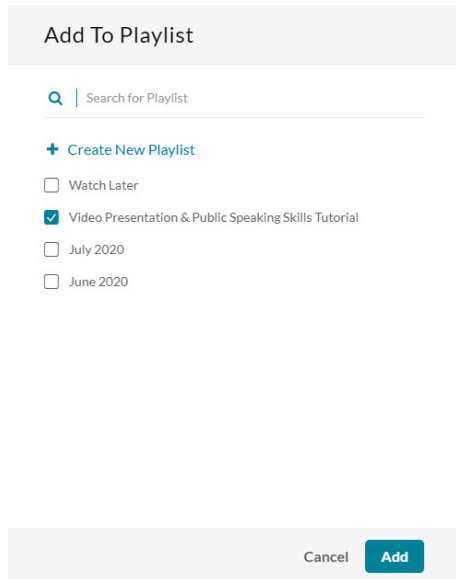 Add To Playlist
Search for Playlist
Create New Playlist
Watch Later
Video Presentation & Public Speaking Skills Tutorial
July 2020
June 2020
Cancel Add